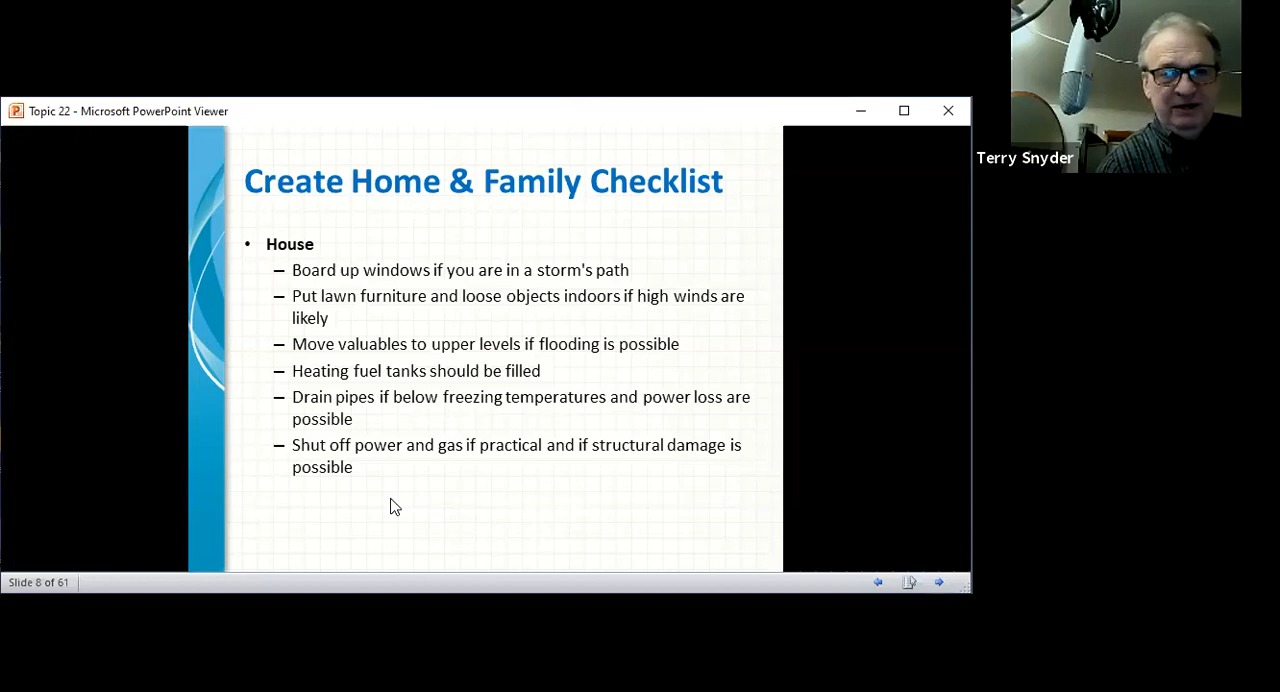 Topic 22 - Microsoft PowerPoint Viewer
Terry Snyder
Create Home & Family Checklist
• House
– Board up windows if you are in a storm's path
– Put lawn furniture and loose objects indoors if high winds are
likely
– Move valuables to upper levels if flooding is possible
– Heating fuel tanks should be filled
– Drain pipes if below freezing temperatures and power loss are
possible
– Shut off power and gas if practical and if structural damage is
possible
Slide 8 of 61